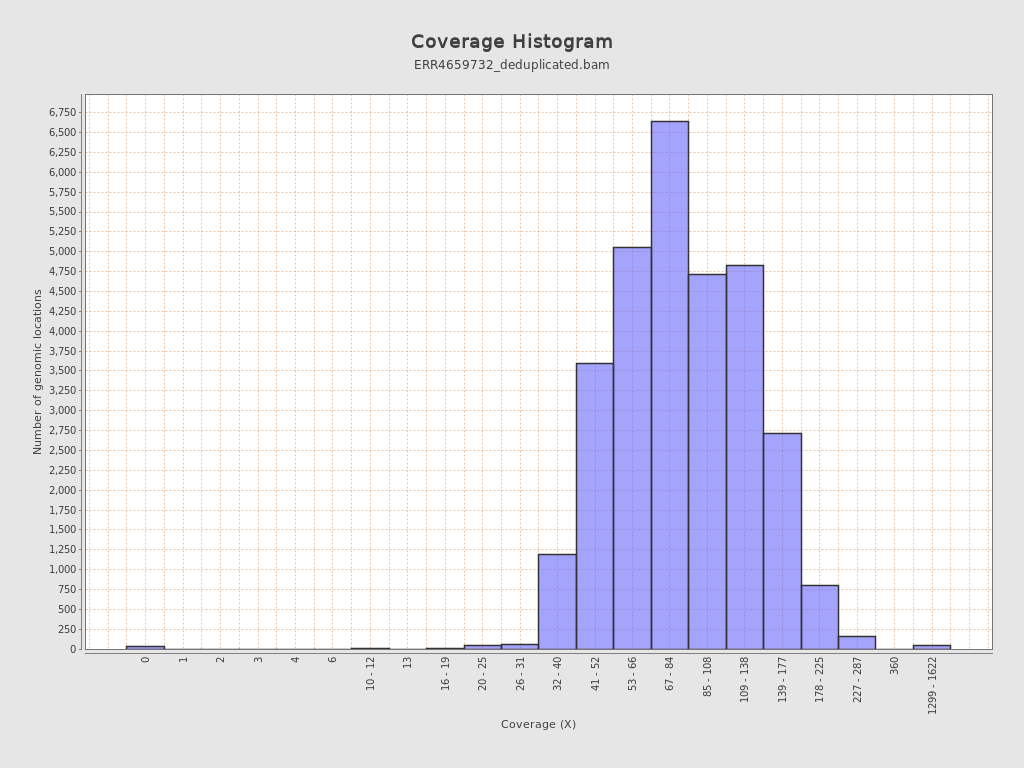 Coverage Histogram
ERR4659732_deduplicated.bam
Number of genomic locations
6,750
6,500
6,250
6,000
5,750
5,500
5,250
5,000
4,750
4,500
4,250
4,000
3,750
3,500
3,250
3,000
2,750
2,500
2,250
2,000
1,750
1,500
1,250
1,000
750
500
250
0
0
1
2
3
4
6
10 - 12
13
16 - 19
20 - 25
26 - 31
32 - 40
41 - 52
53 - 66
67 - 84
85 - 108
109 - 138
139 - 177
178 - 225
227 - 287
360
1299 - 1622
Coverage (X)